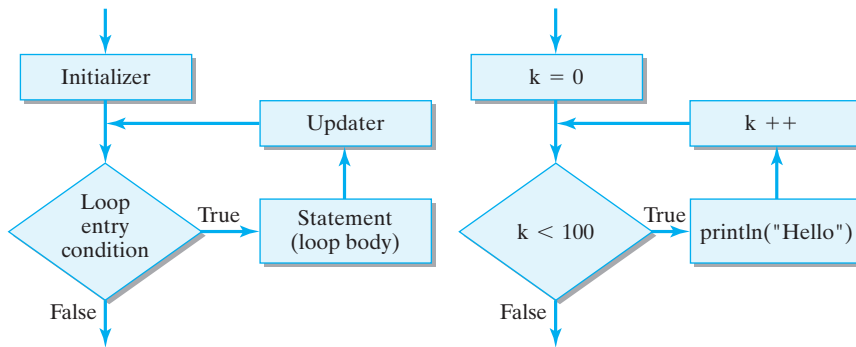 Initializer
Updater
Loop
entry
condition
True
Statement
(loop body)
False
k = 0
k ++
k < 100
True
println("Hello")
False